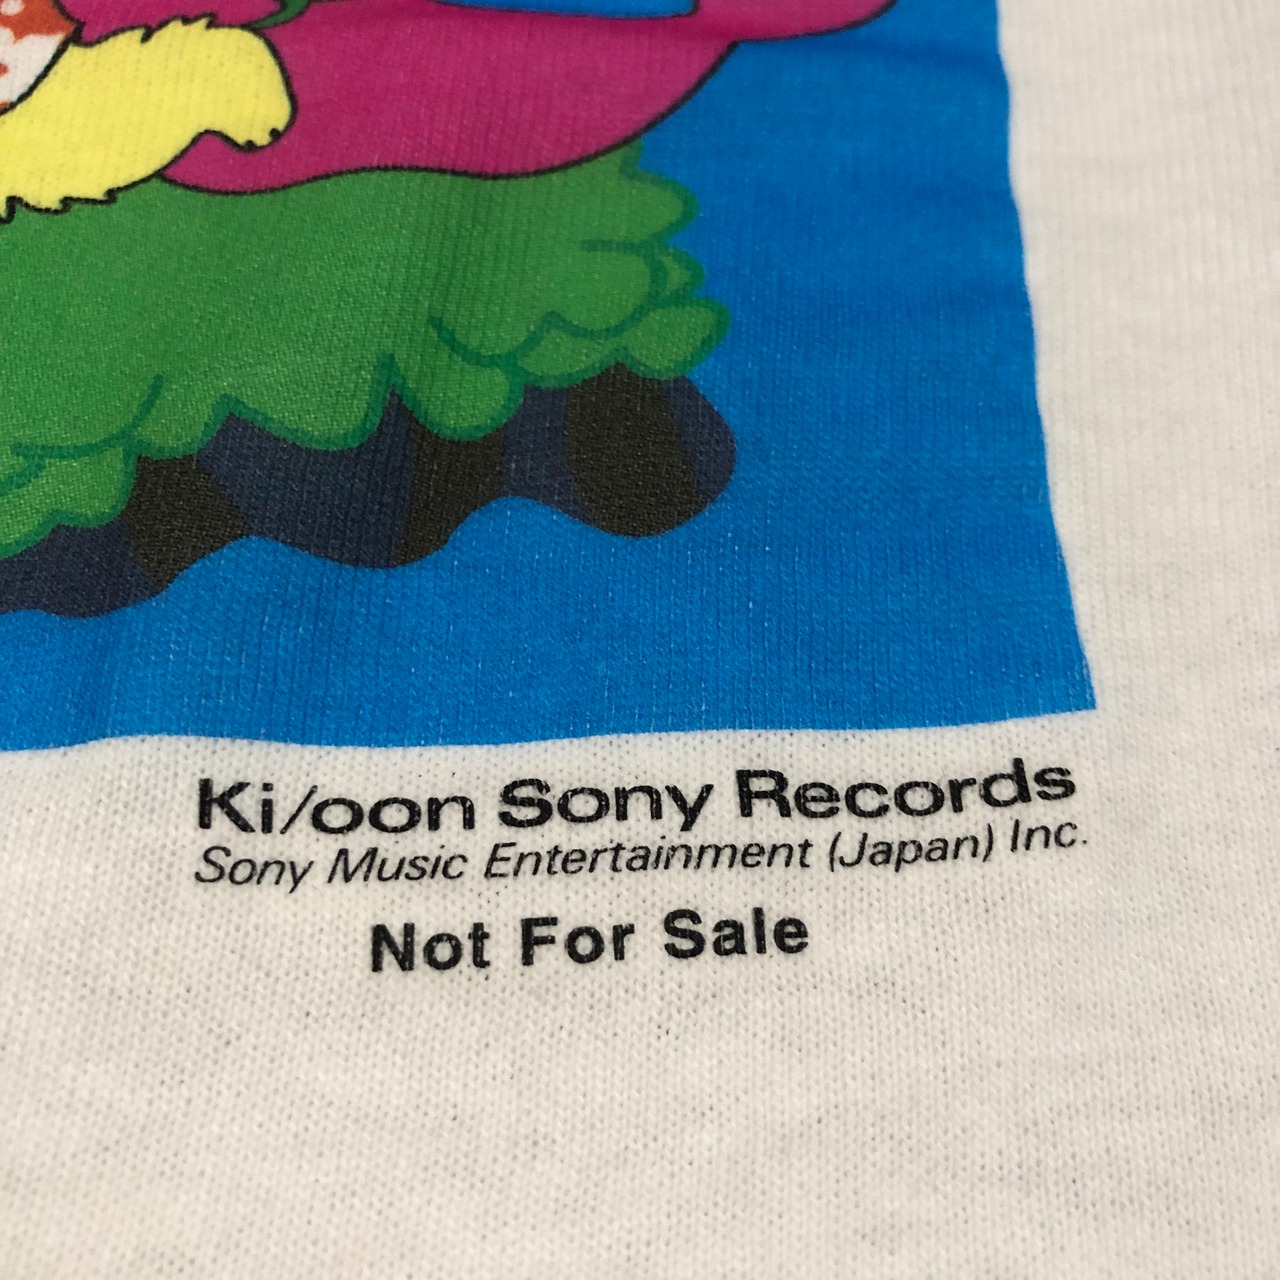 Ki/oon Sony Records
Sony Music Entertainment (Japan) Inc.
Not For Sale